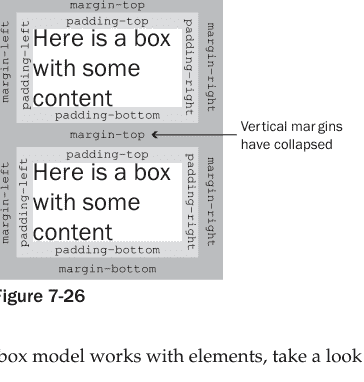 margin-top
padding-top
margin-left
padding-left
Here is a box
with some
content
padding-right
margin-right
padding-bottom
margin-top
Vertical margins
have collapsed
padding-top
margin-left
padding-left
Here is a box
with some
content
padding-right
margin-right
padding-bottom
margin-bottom
Figure 7-26
box model works with elements, take a look